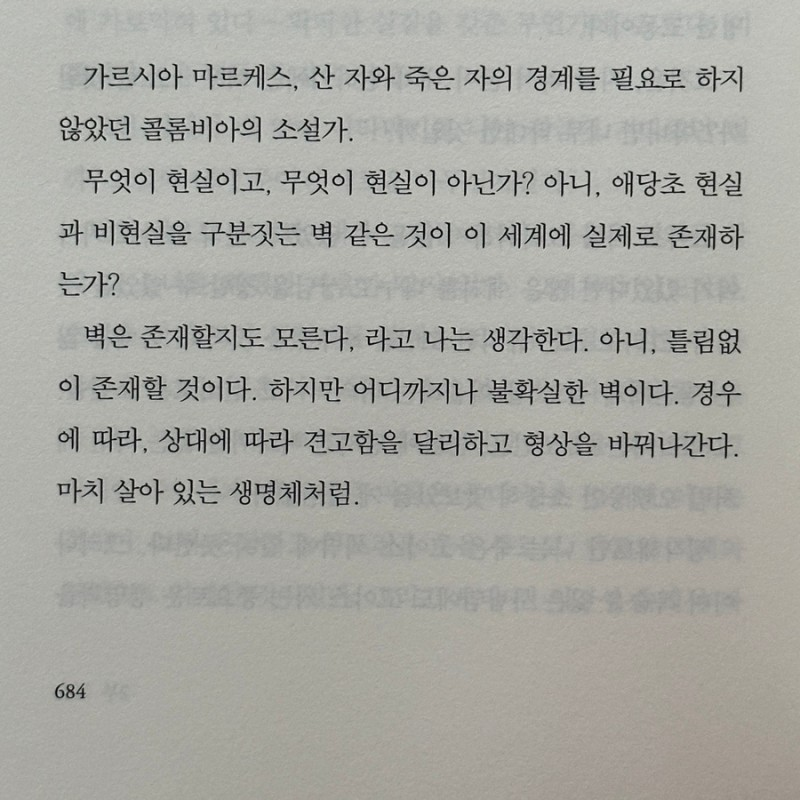 가르시아 마르케스, 산 자와 죽은 자의 경계를 필요로 하지
않았던 콜롬비아의 소설가.
무엇이 현실이고, 무엇이 현실이 아닌가? 아니, 애당초 현실
과 비현실을 구분짓는 벽 같은 것이 이 세계에 실제로 존재하
는가?
벽은 존재할지도 모른다, 라고 나는 생각한다. 아니, 틀림없
이 존재할 것이다. 하지만 어디까지나 불확실한 벽이다. 경우
에 따라, 상대에 따라 견고함을 달리하고 형상을 바꿔나간다.
마치 살아 있는 생명체처럼.
684